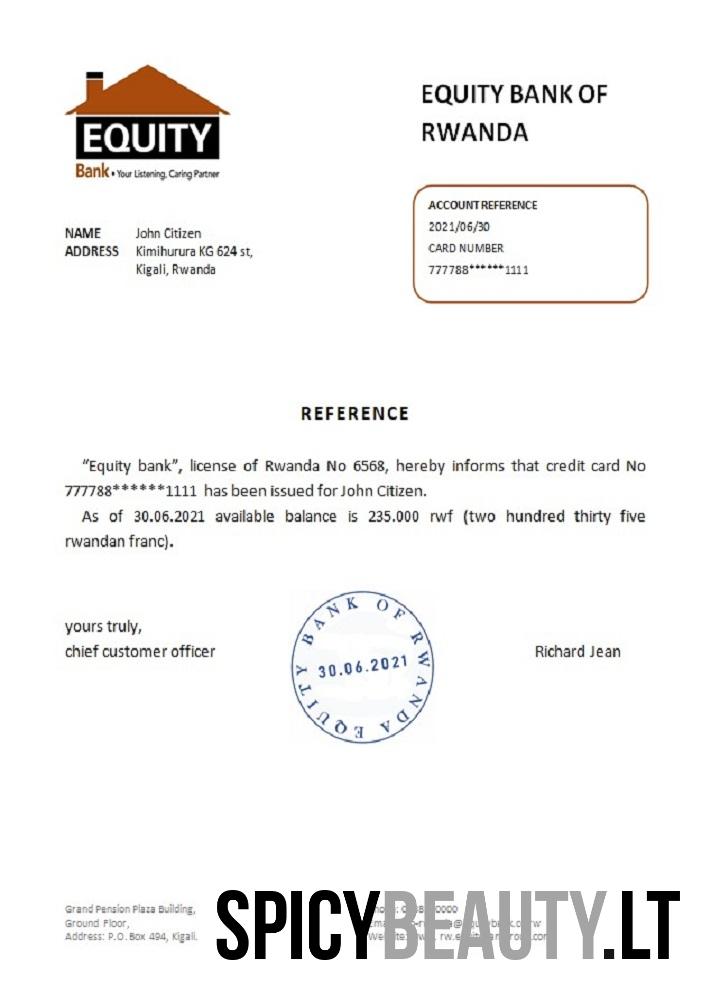 EQUITY
Bank • Your Listening, Caring Partner
EQUITY BANK OF
RWANDA
ACCOUNT REFERENCE
2021/06/30
CARD NUMBER
777788******1111
NAME John Citizen
ADDRESS Kimihurura KG 624 st,
Kigali, Rwanda
REFERENCE
“Equity bank”, license of Rwanda No 6568, hereby informs that credit card No
777788******1111 has been issued for John Citizen.
As of 30.06.2021 available balance is 235.000 rwf (two hundred thirty five
rwandan franc).
yours truly,
chief customer officer
EQUITY BANK OF RWANDA
30.06.2021
Richard Jean
Grand Pension Plaza Building,
Ground Floor,
Address: P.O.Box 494, Kigali.
SPICYBEAUTY.LT